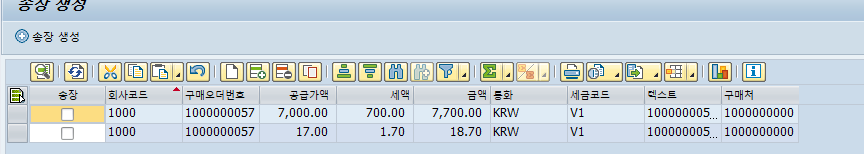 송장 생성
송장 생성
송장 회사코드 구매오더번호 공급가액 세액 금액 통화 세금코드 텍스트 구매처
1000 1000000057 7,000.00 700.00 7,700.00 KRW V1 100000005... 1000000000
1000 1000000057 17.00 1.70 18.70 KRW V1 100000005... 1000000000